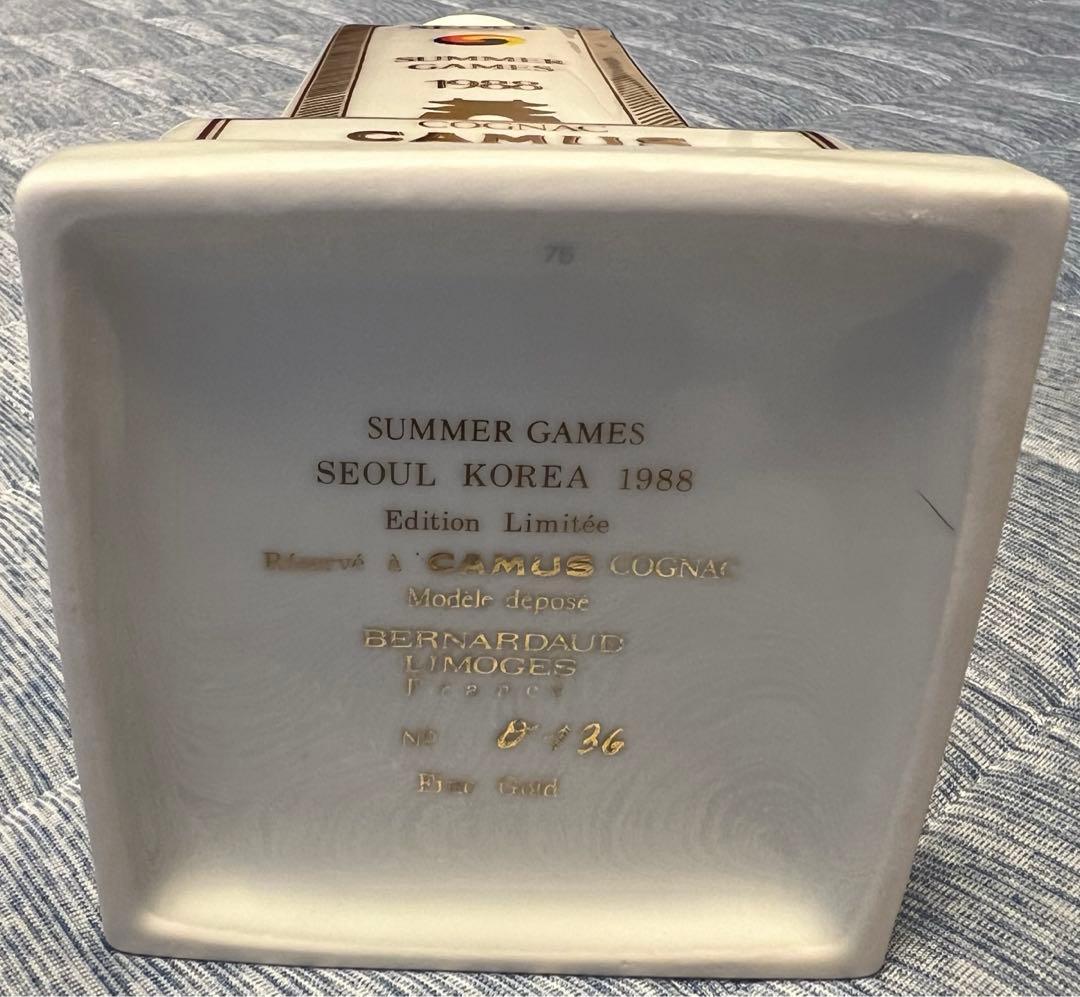 SUMMER
GAMES
1988
COGNAC
CAMUS
SUMMER GAMES
SEOUL KOREA 1988
Edition Limitée
Réservé à CAMUS COGNAC
Modèle déposé
BERNARDAUD
LIMOGES
France
No
Fine Gold